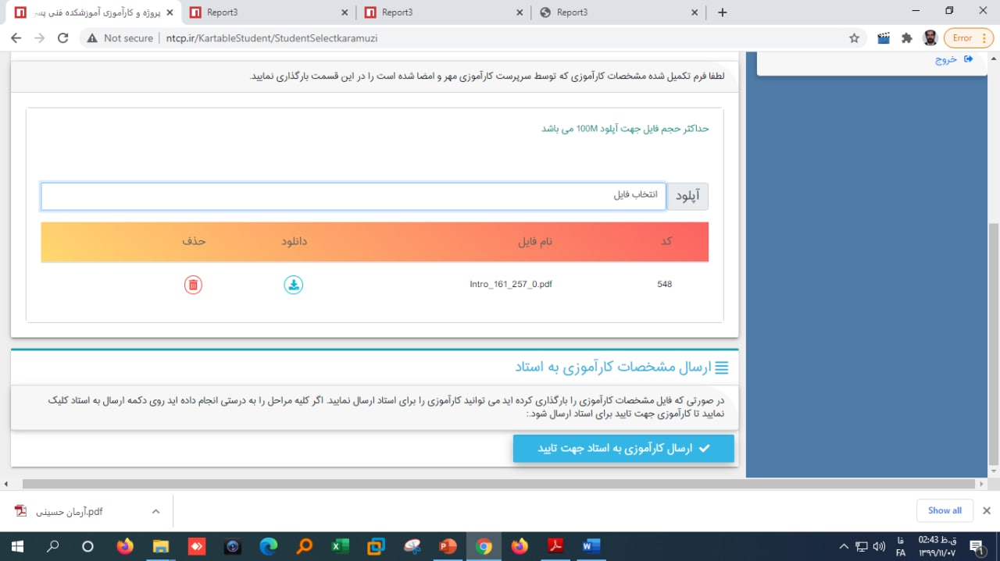 پروژه و کارآموزی آموزشکده فنی پسر
Report3
Report3
Report3
Not secure
ntcp.ir/KartableStudent/StudentSelectkaramuzi
Error
خروج
لطفا فرم تکمیل شده مشخصات کارآموزی که توسط سرپرست کارآموزی مهر و امضا شده است را در این قسمت بارگذاری نمایید.
حداکثر حجم فایل جهت آپلود 100M می باشد
آپلود
انتخاب فایل
کد نام فایل دانلود حذف
548 Intro_161_257_0.pdf
ارسال مشخصات کارآموزی به استاد
در صورتی که فایل مشخصات کارآموزی را بارگذاری کرده اید می توانید کارآموزی را برای استاد ارسال نمایید. اگر کلیه مراحل را به درستی انجام داده اید روی دکمه ارسال به استاد کلیک
نمایید تا کارآموزی جهت تایید برای استاد ارسال شود.:
ارسال کارآموزی به استاد جهت تایید
آرمان حسینی.pdf
Show all
فا
FA
02:43 ق.ظ
۱۳۹۹/۱۱/۰۷
1